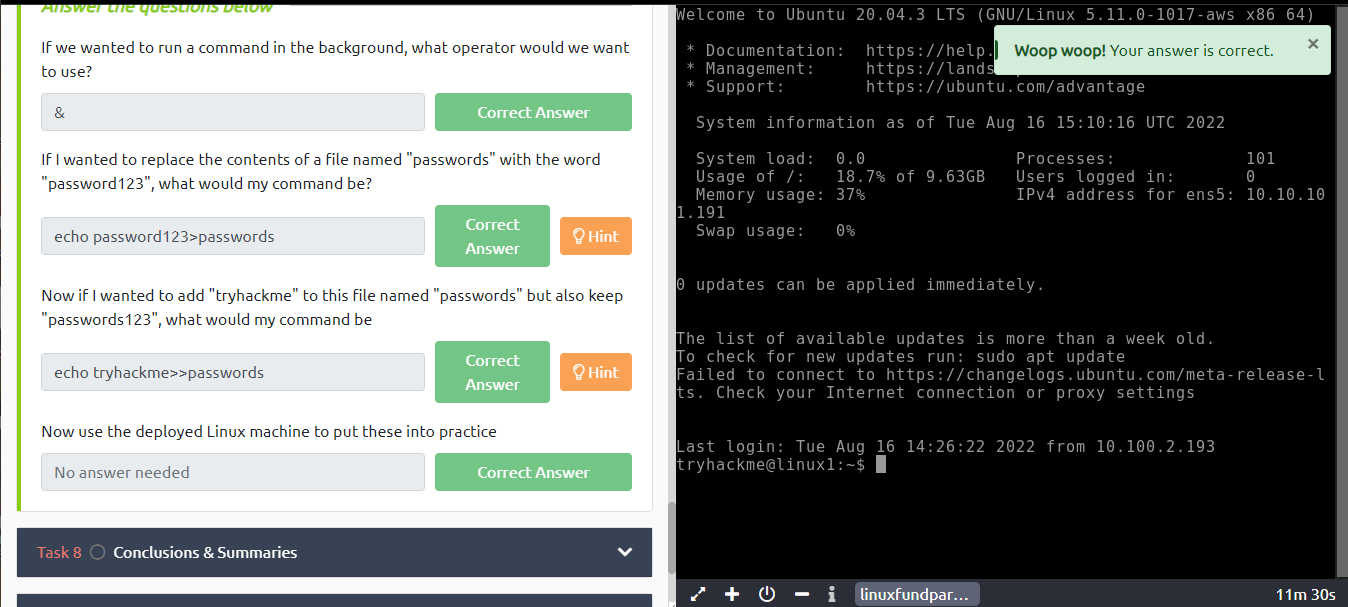 Answer the questions below
If we wanted to run a command in the background, what operator would we want
to use?
&
Correct Answer
If I wanted to replace the contents of a file named "passwords" with the word
"password123", what would my command be?
echo password123>passwords
Correct
Answer
Hint
Now if I wanted to add "tryhackme" to this file named "passwords" but also keep
"passwords123", what would my command be
echo tryhackme>>passwords
Correct
Answer
Hint
Now use the deployed Linux machine to put these into practice
No answer needed
Correct Answer
Task 8 Conclusions & Summaries
Welcome to Ubuntu 20.04.3 LTS (GNU/Linux 5.11.0-1017-aws x86_64)
Woop woop! Your answer is correct. ×
* Documentation: https://help.
* Management: https://lands
* Support: https://ubuntu.com/advantage
System information as of Tue Aug 16 15:10:16 UTC 2022
System load: 0.0 Processes: 101
Usage of /: 18.7% of 9.63GB Users logged in: 0
Memory usage: 37% IPv4 address for ens5: 10.10.10
1.191
Swap usage: 0%
0 updates can be applied immediately.
The list of available updates is more than a week old.
To check for new updates run: sudo apt update
Failed to connect to https://changelogs.ubuntu.com/meta-release-l
ts. Check your Internet connection or proxy settings
Last login: Tue Aug 16 14:26:22 2022 from 10.100.2.193
tryhackme@linux1:~$
linuxfundpar...
11m 30s